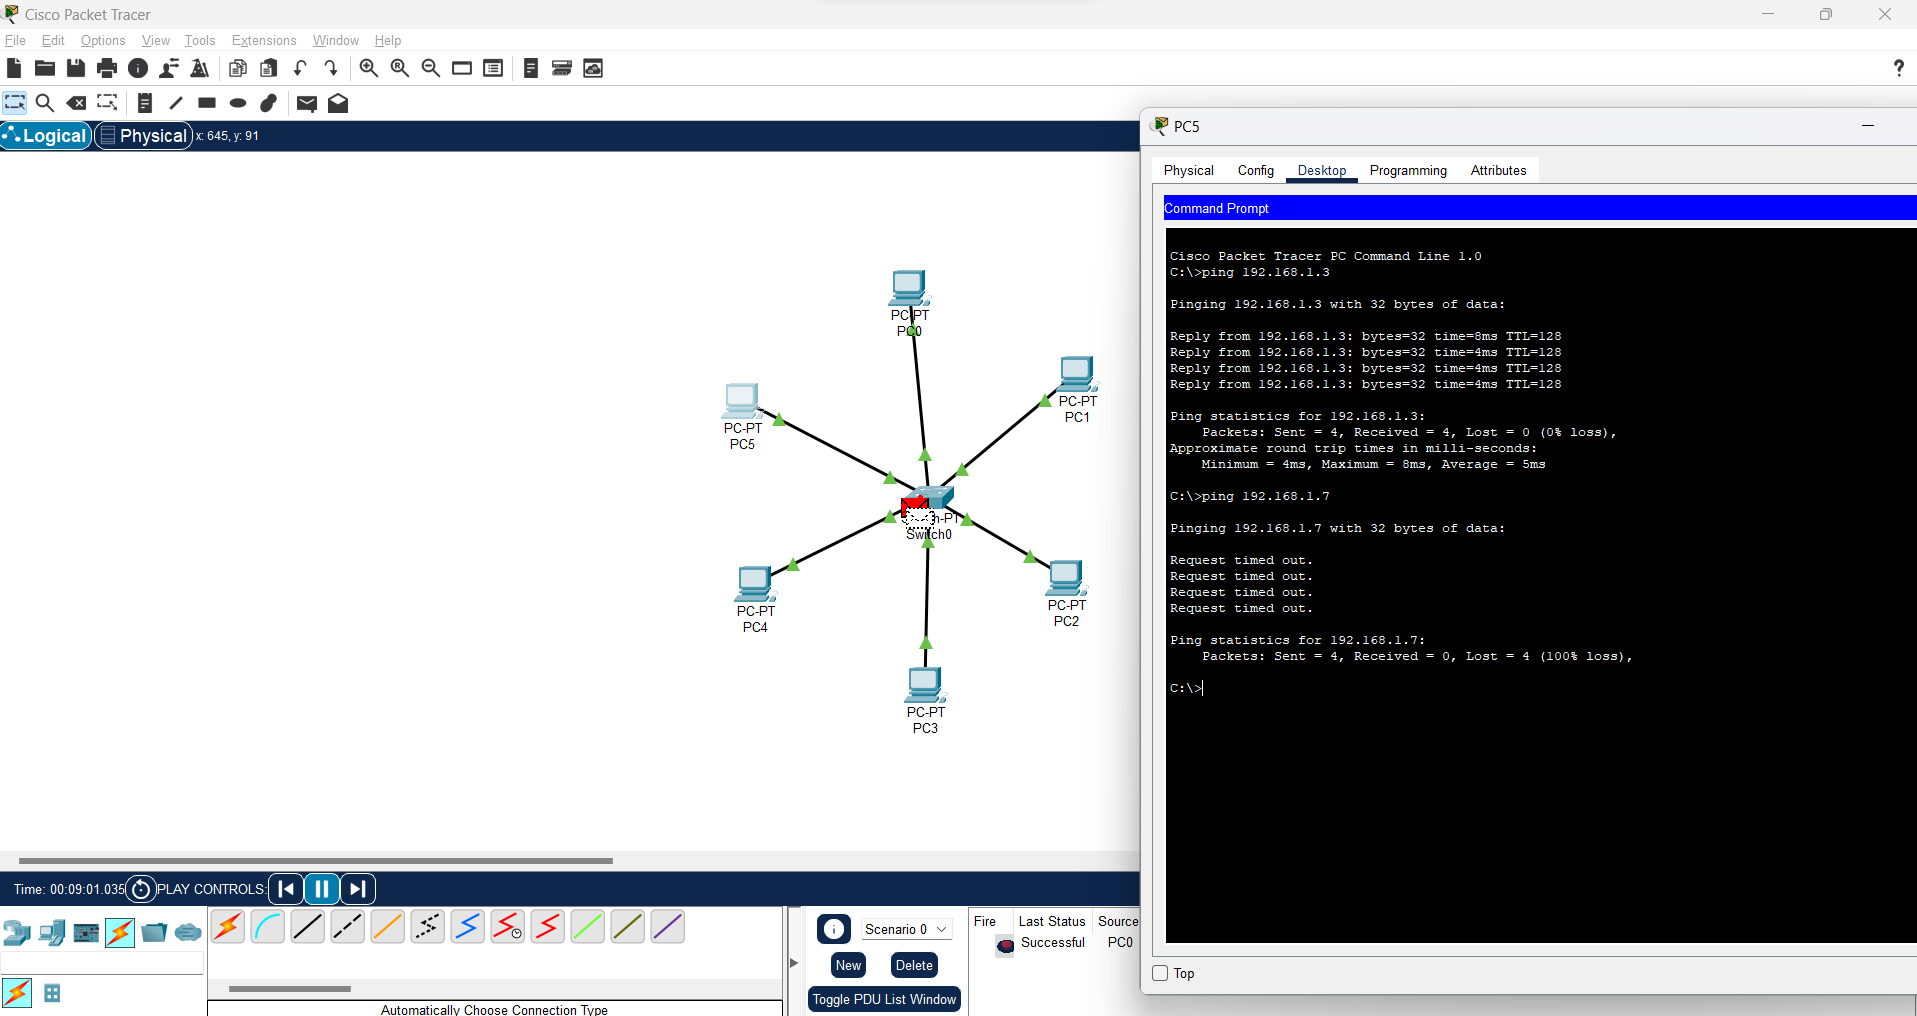 Cisco Packet Tracer
File Edit Options View Tools Extensions Window Help
?
Logical Physical x: 645, y: 91
PC-PT
PC0
PC-PT
PC1
PC-PT
PC5
h-PT
Switch0
PC-PT
PC4
PC-PT
PC2
PC-PT
PC3
Time: 00:09:01.035 PLAY CONTROLS:
Automatically Choose Connection Type
Scenario 0
New Delete
Toggle PDU List Window
Fire Last Status Source
Successful PC0
PC5
Physical Config Desktop Programming Attributes
Command Prompt
Cisco Packet Tracer PC Command Line 1.0
C:\>ping 192.168.1.3
Pinging 192.168.1.3 with 32 bytes of data:
Reply from 192.168.1.3: bytes=32 time=8ms TTL=128
Reply from 192.168.1.3: bytes=32 time=4ms TTL=128
Reply from 192.168.1.3: bytes=32 time=4ms TTL=128
Reply from 192.168.1.3: bytes=32 time=4ms TTL=128
Ping statistics for 192.168.1.3:
Packets: Sent = 4, Received = 4, Lost = 0 (0% loss),
Approximate round trip times in milli-seconds:
Minimum = 4ms, Maximum = 8ms, Average = 5ms
C:\>ping 192.168.1.7
Pinging 192.168.1.7 with 32 bytes of data:
Request timed out.
Request timed out.
Request timed out.
Request timed out.
Ping statistics for 192.168.1.7:
Packets: Sent = 4, Received = 0, Lost = 4 (100% loss),
C:\>
Top